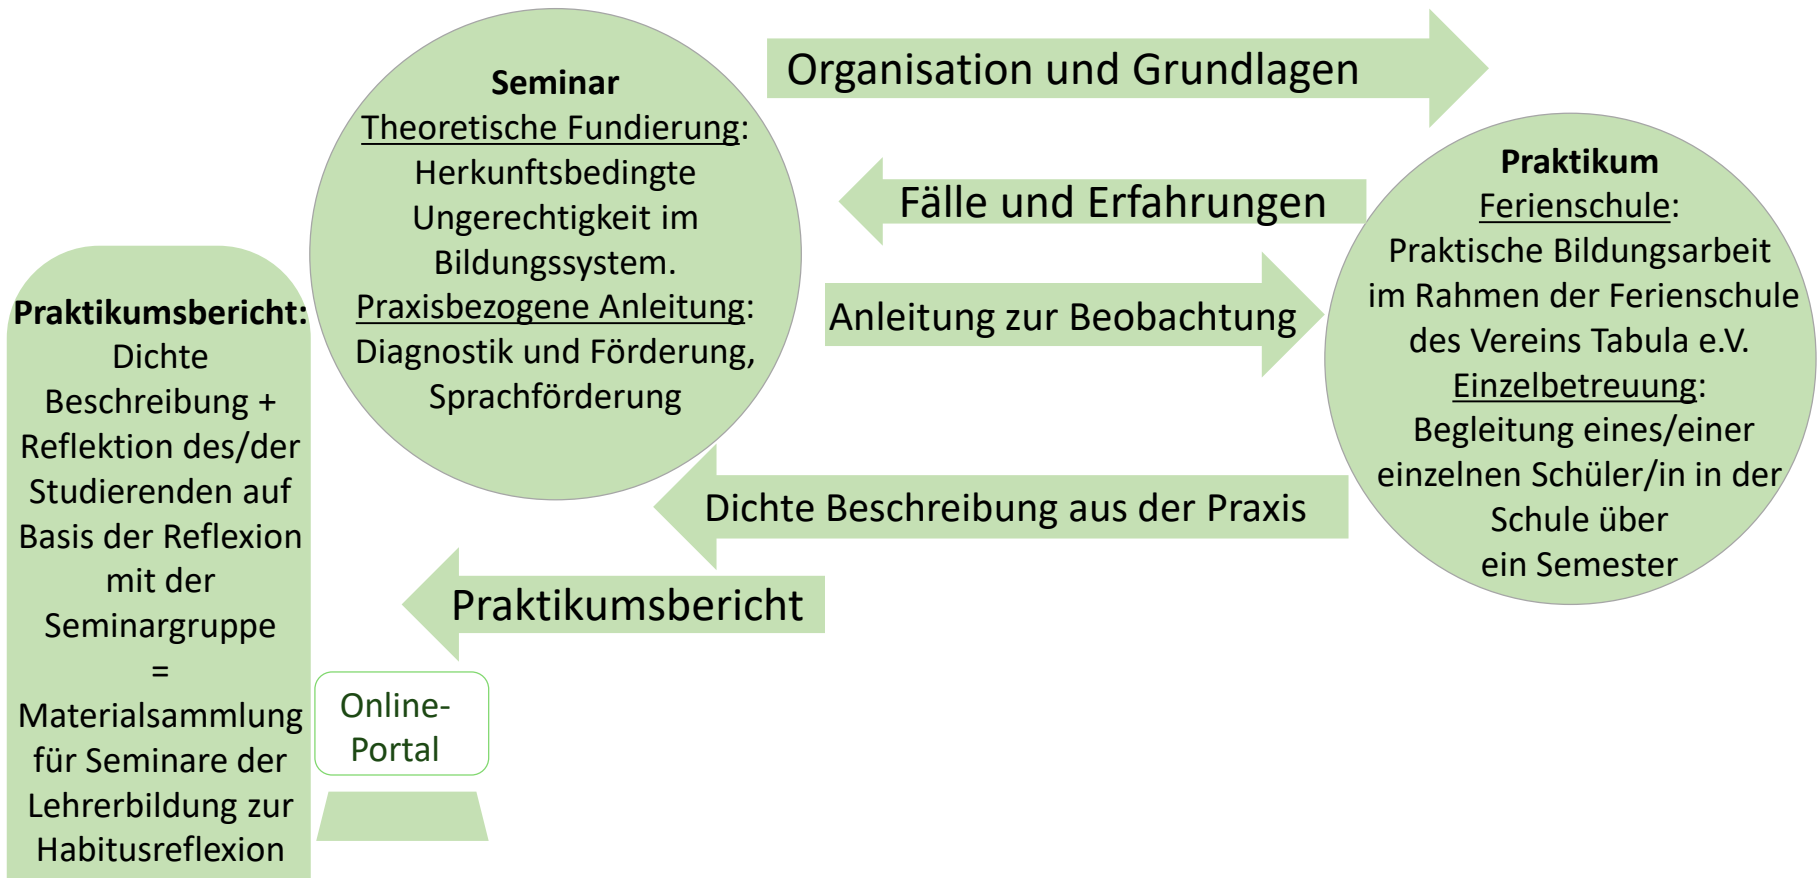 Seminar
Theoretische Fundierung:
Herkunftsbedingte
Ungerechtigkeit im
Bildungssystem.
Praxisbezogene Anleitung:
Diagnostik und Förderung,
Sprachförderung
Organisation und Grundlagen
Fälle und Erfahrungen
Anleitung zur Beobachtung
Dichte Beschreibung aus der Praxis
Praktikumsbericht
Praktikum
Ferienschule:
Praktische Bildungsarbeit
im Rahmen der Ferienschule
des Vereins Tabula e.V.
Einzelbetreuung:
Begleitung eines/einer
einzelnen Schüler/in in der
Schule über
ein Semester
Praktikumsbericht:
Dichte
Beschreibung +
Reflektion des/der
Studierenden auf
Basis der Reflexion
mit der
Seminargruppe
=
Materialsammlung
für Seminare der
Lehrerbildung zur
Habitusreflexion
Online-
Portal